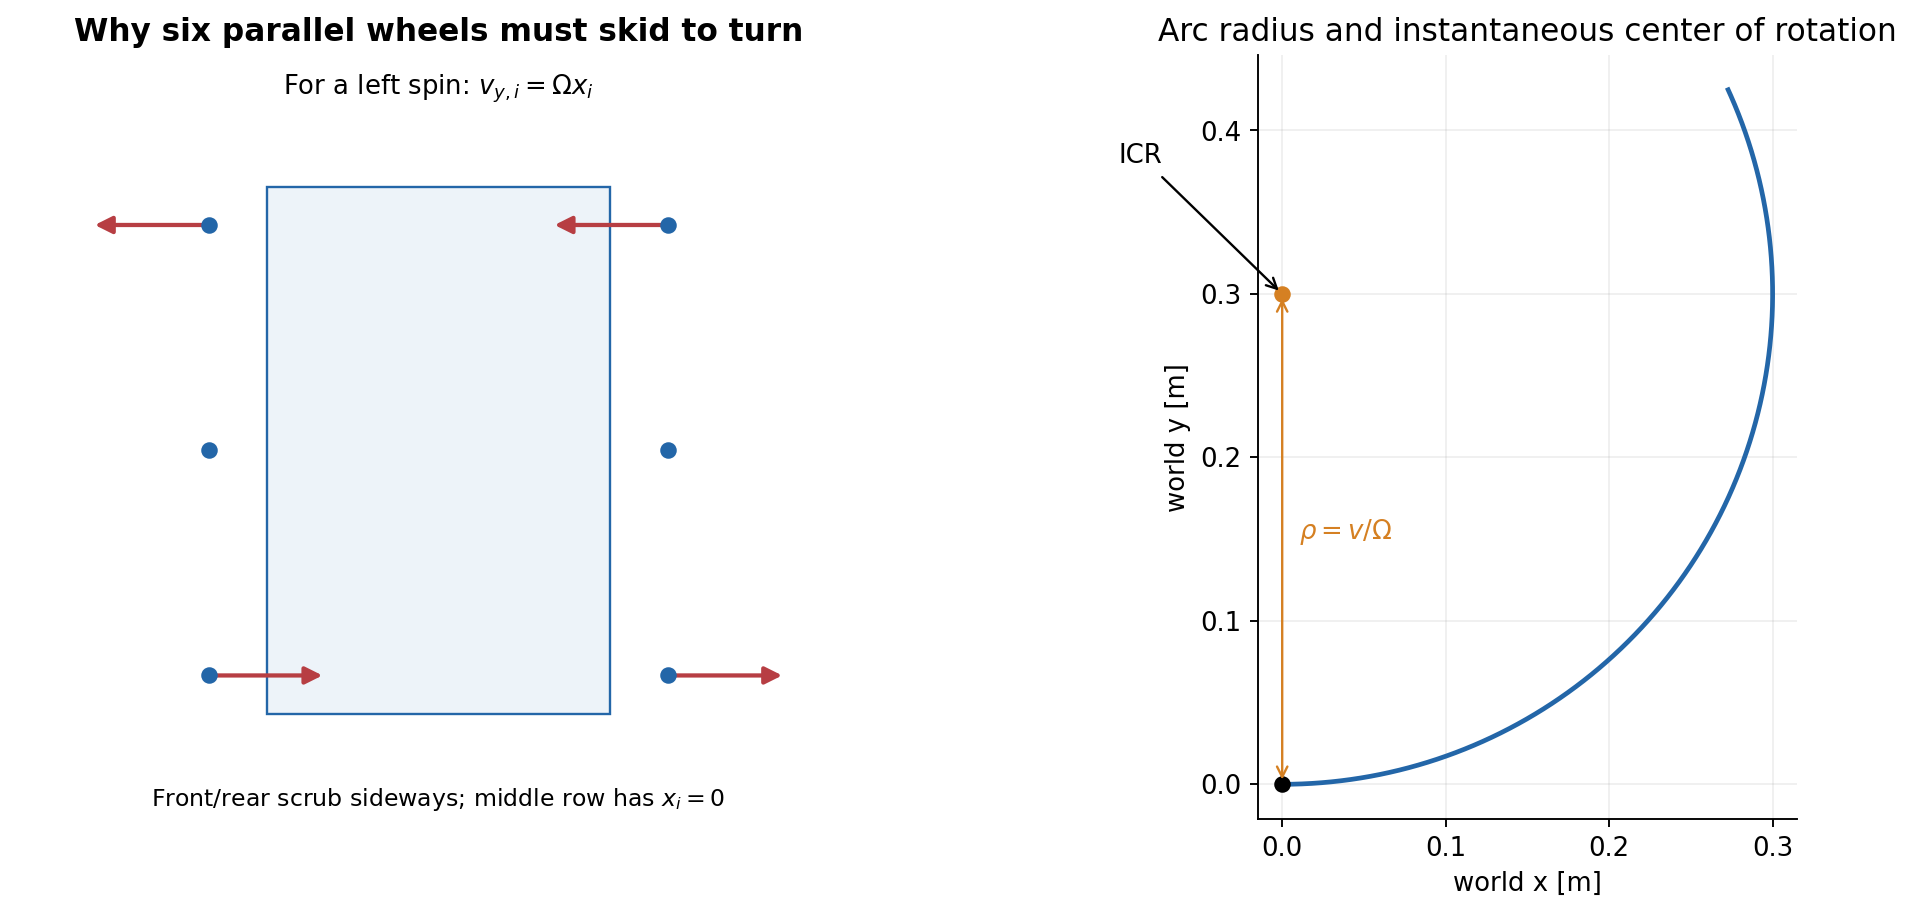 Why six parallel wheels must skid to turn
For a left spin: v_{y,i} = Ωx_i
Front/rear scrub sideways; middle row has x_i = 0
Arc radius and instantaneous center of rotation
ICR
ρ = v/Ω
world y [m]
0.4
0.3
0.2
0.1
0.0
0.0 0.1 0.2 0.3
world x [m]